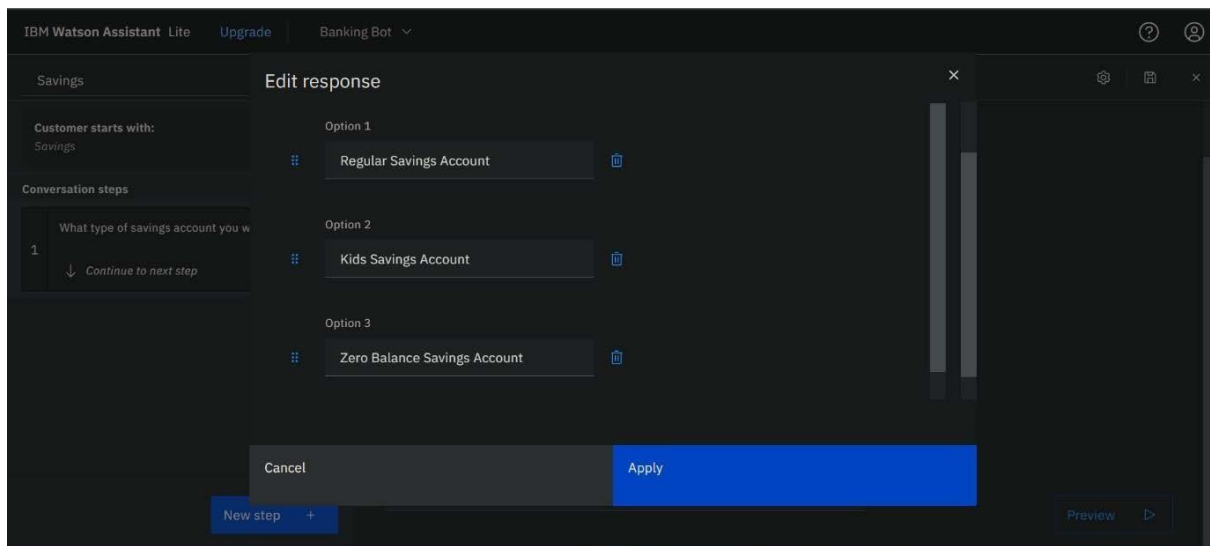 IBM Watson Assistant Lite Upgrade Banking Bot
Savings
Edit response
Customer starts with:
Savings
Conversation steps
1
What type of savings account you w
Continue to next step
Option 1
Regular Savings Account
Option 2
Kids Savings Account
Option 3
Zero Balance Savings Account
Cancel
Apply
New step +
Preview